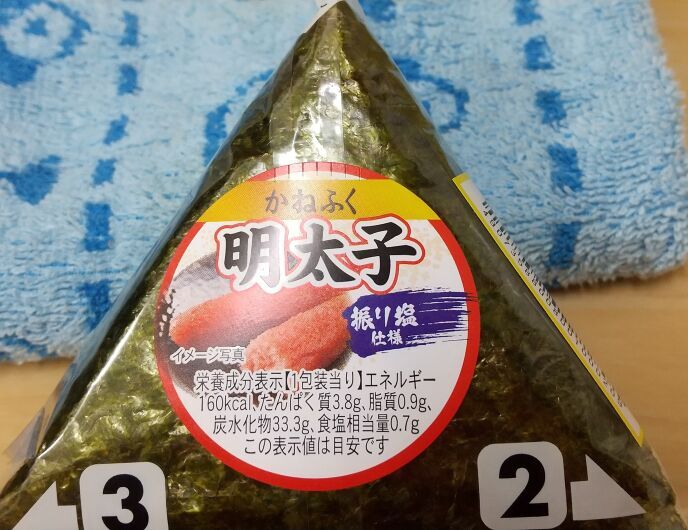 かねふく
明太子
振り塩
仕様
イメージ写真
栄養成分表示【1包装当り】エネルギー
160kcal、たんぱく質3.8g、脂質0.9g、
炭水化物33.3g、食塩相当量0.7g
この表示値は目安です
3
2